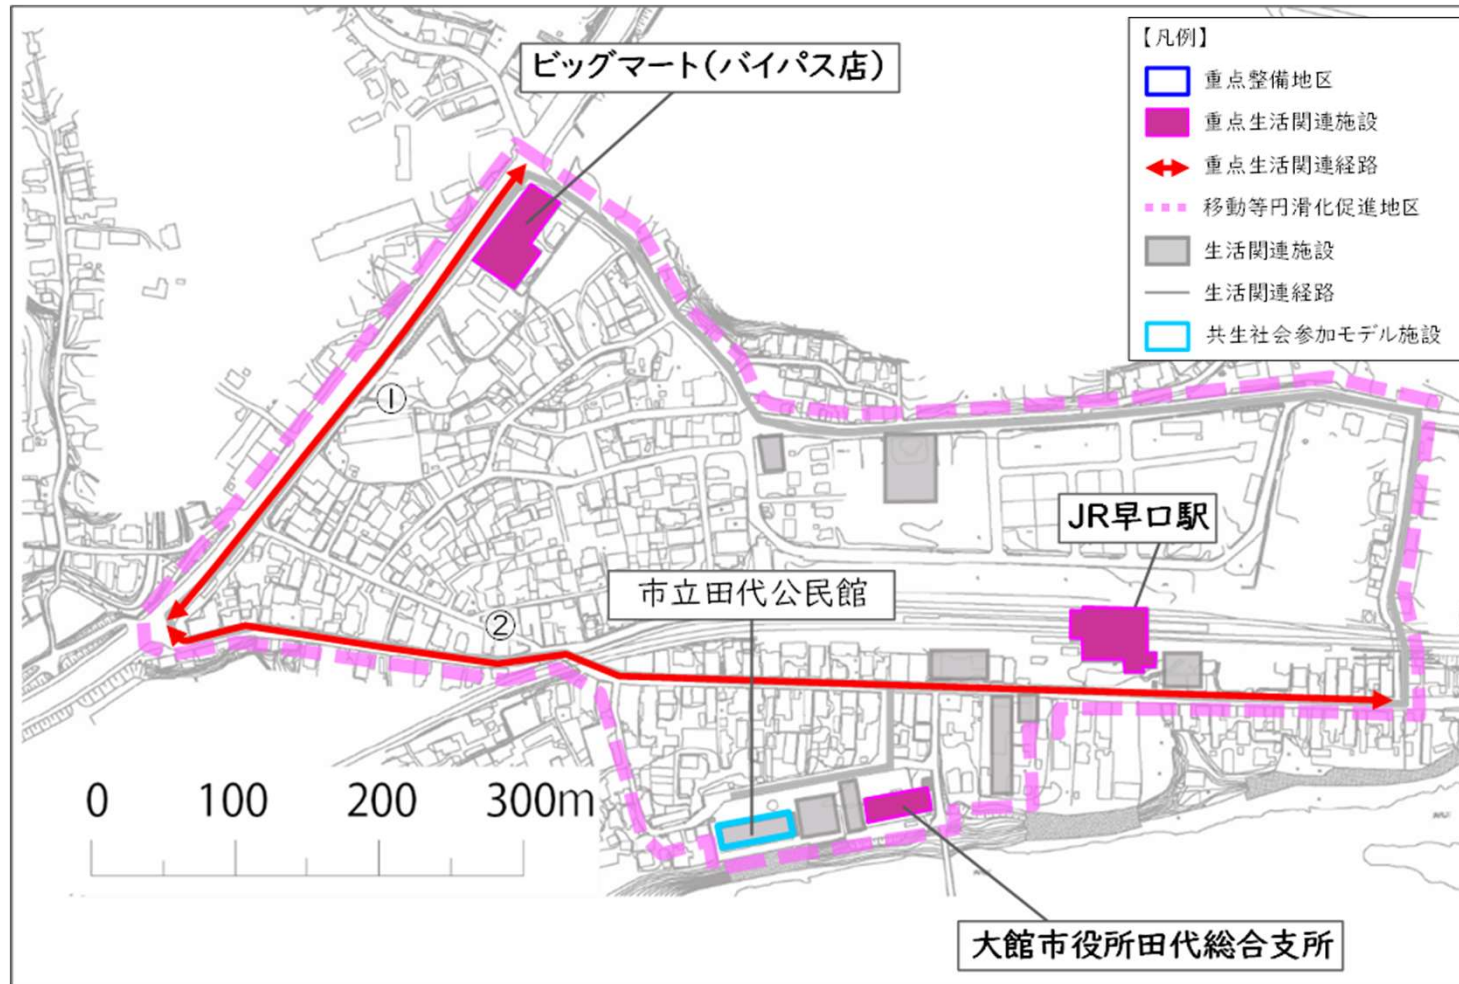 ビッグマート(バイパス店)
【凡例】
重点整備地区
重点生活関連施設
重点生活関連経路
移動等円滑化促進地区
生活関連施設
生活関連経路
共生社会参加モデル施設
①
JR早口駅
市立田代公民館
②
0 100 200 300m
大館市役所田代総合支所